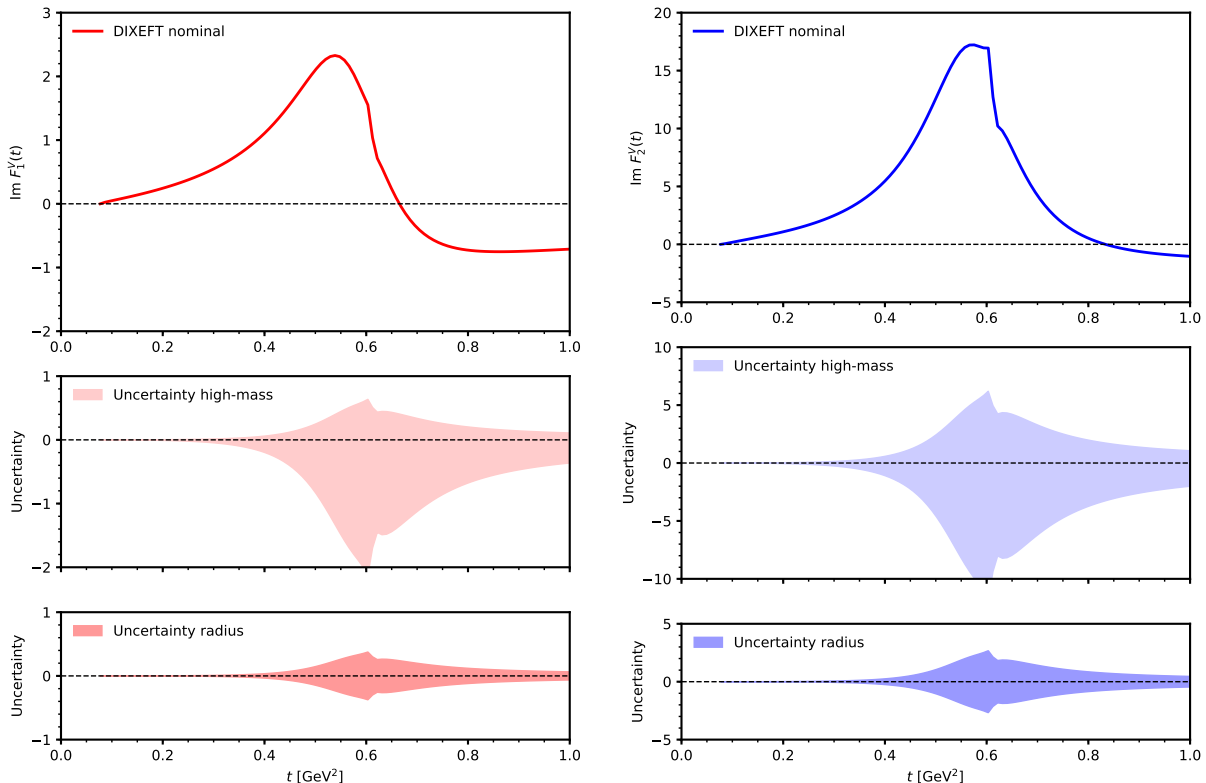 3
2
1
0
−1
−2
0.0 0.2 0.4 0.6 0.8 1.0
Im F₁ⱽ(t)
DIXEFT nominal
1
0
−1
−2
Uncertainty
Uncertainty high-mass
1
0
−1
Uncertainty
Uncertainty radius
0.0 0.2 0.4 0.6 0.8 1.0
t [GeV²]
20
15
10
5
0
−5
0.0 0.2 0.4 0.6 0.8 1.0
Im F₂ⱽ(t)
DIXEFT nominal
10
5
0
−5
−10
Uncertainty
Uncertainty high-mass
5
0
−5
Uncertainty
Uncertainty radius
0.0 0.2 0.4 0.6 0.8 1.0
t [GeV²]